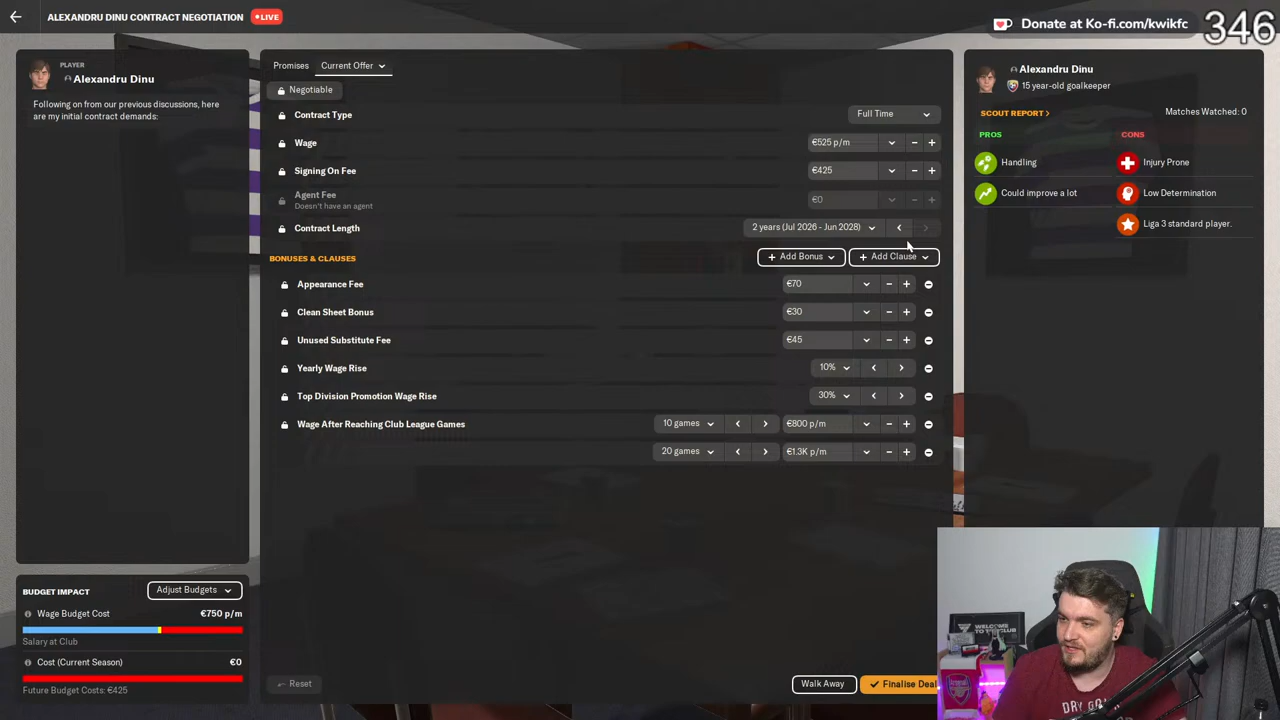 ALEXANDRU DINU CONTRACT NEGOTIATION
LIVE
Donate at Ko-fi.com/kwikfc
346
PLAYER
Alexandru Dinu
Following on from our previous discussions, here
are my initial contract demands:
Promises
Current Offer
Negotiable
Contract Type
Full Time
Wage
€525 p/m
Signing On Fee
€425
Agent Fee
Doesn't have an agent
€0
Contract Length
2 years (Jul 2026 - Jun 2028)
BONUSES & CLAUSES
Add Bonus
Add Clause
Appearance Fee
€70
Clean Sheet Bonus
€30
Unused Substitute Fee
€45
Yearly Wage Rise
10%
Top Division Promotion Wage Rise
30%
Wage After Reaching Club League Games
10 games
€800 p/m
20 games
€1.3K p/m
Alexandru Dinu
15 year-old goalkeeper
SCOUT REPORT >
Matches Watched: 0
PROS
CONS
Handling
Injury Prone
Could improve a lot
Low Determination
Liga 3 standard player.
BUDGET IMPACT
Adjust Budgets
Wage Budget Cost
€750 p/m
Salary at Club
Cost (Current Season)
€0
Future Budget Costs: €425
Reset
Walk Away
Finalise Deal